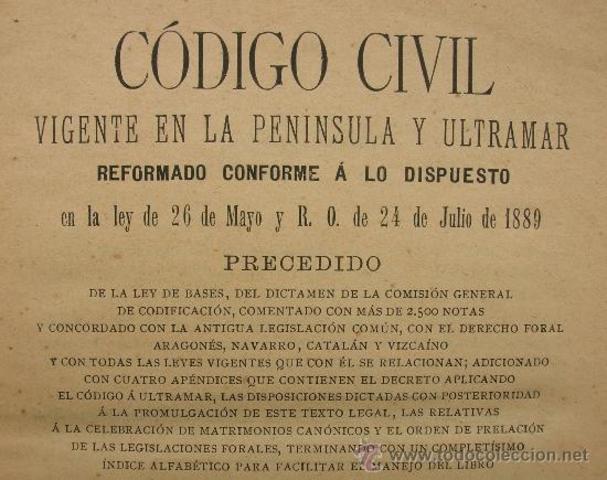 CÓDIGO CIVIL
VIGENTE EN LA PENINSULA Y ULTRAMAR
REFORMADO CONFORME Á LO DISPUESTO
en la ley de 26 de Mayo y R. O. de 24 de Julio de 1889
PRECEDIDO
DE LA LEY DE BASES, DEL DICTAMEN DE LA COMISIÓN GENERAL
DE CODIFICACIÓN, COMENTADO CON MÁS DE 2.500 NOTAS
Y CONCORDADO CON LA ANTIGUA LEGISLACIÓN COMÚN, CON EL DERECHO FORAL
ARAGONÉS, NAVARRO, CATALÁN Y VIZCAÍNO
Y CON TODAS LAS LEYES VIGENTES QUE CON ÉL SE RELACIONAN; ADICIONADO
CON CUATRO APÉNDICES QUE CONTIENEN EL DECRETO APLICANDO
EL CÓDIGO Á ULTRAMAR, LAS DISPOSICIONES DICTADAS CON POSTERIORIDAD
Á LA PROMULGACIÓN DE ESTE TEXTO LEGAL, LAS RELATIVAS
Á LA CELEBRACIÓN DE MATRIMONIOS CANÓNICOS Y EL ORDEN DE PRELACIÓN
DE LAS LEGISLACIONES FORALES, TERMINANDO CON UN COMPLETÍSIMO
ÍNDICE ALFABÉTICO PARA FACILITAR EL MANEJO DEL LIBRO
todocoleccion.net